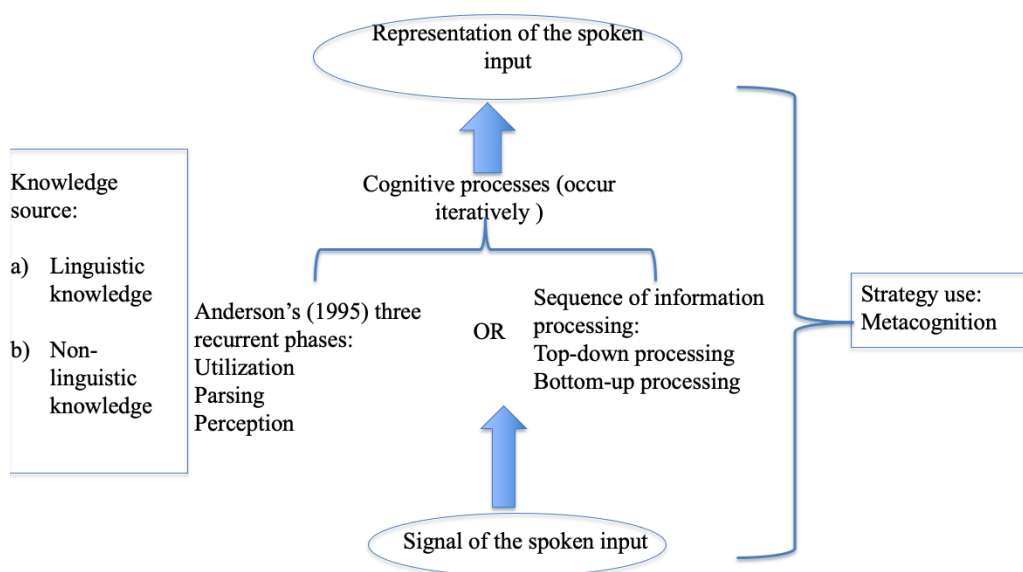 Representation of the spoken
input
Cognitive processes (occur
iteratively )
Knowledge
source:
a) Linguistic
knowledge
b) Non-
linguistic
knowledge
Anderson’s (1995) three
recurrent phases:
Utilization
Parsing
Perception
OR
Sequence of information
processing:
Top-down processing
Bottom-up processing
Strategy use:
Metacognition
Signal of the spoken input